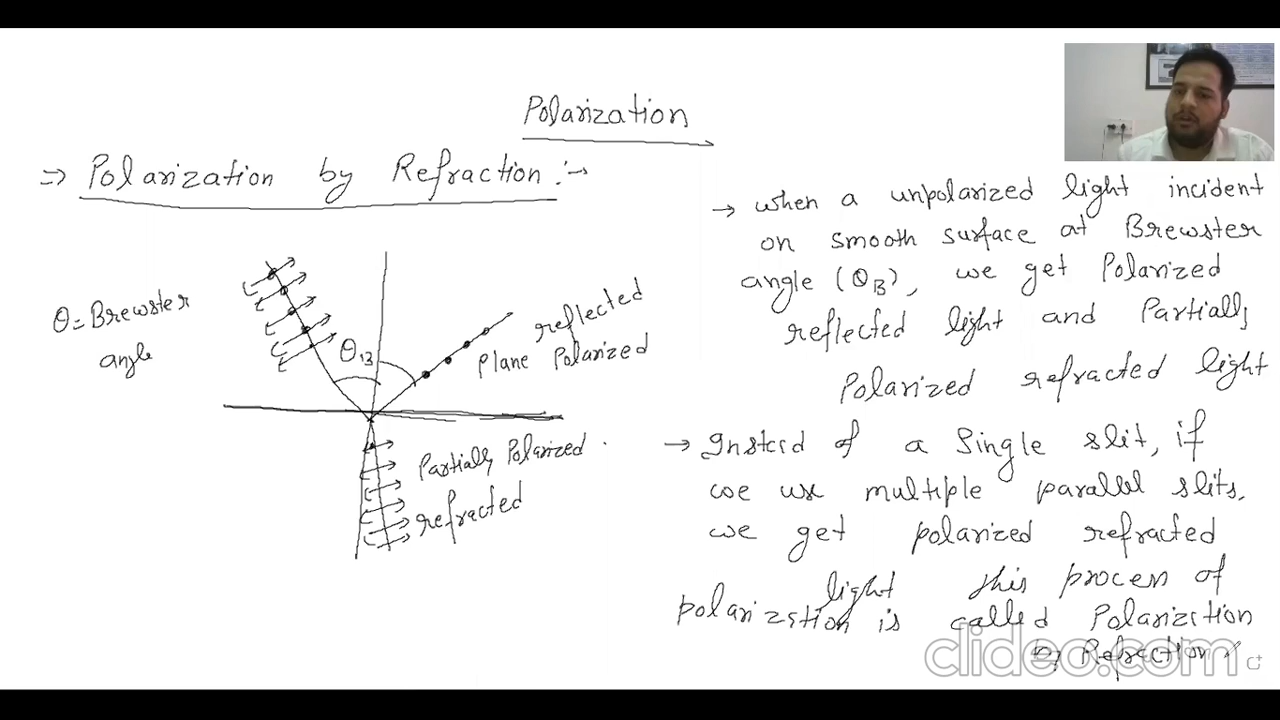 Polarization
=> Polarization by Refraction :→
→ when a unpolarized light incident
on smooth surface at Brewster
angle (θB), we get Polarized
reflected light and Partially
Polarized refracted light
→ Instead of a Single slit, if
we use multiple parallel slits,
we get polarized refracted
light this process of
polarization is called Polarization
by Refraction
θ = Brewster
angle
θB
reflected
Plane Polarized
Partially Polarized
refracted
clideo.com